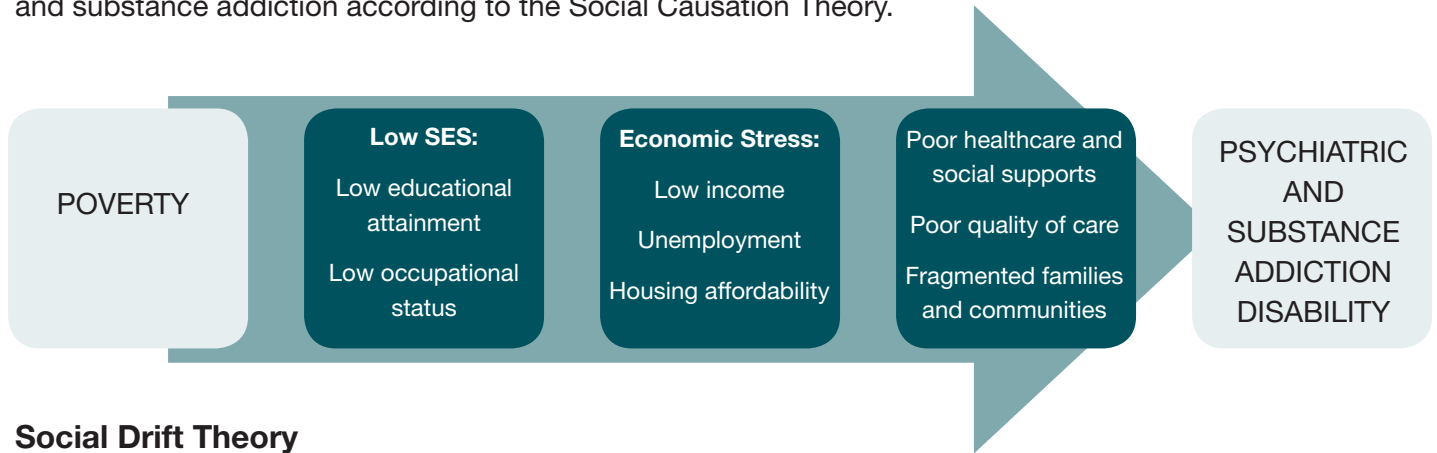 and substance addiction according to the Social Causation Theory.
POVERTY
Low SES:
Low educational
attainment
Low occupational
status
Economic Stress:
Low income
Unemployment
Housing affordability
Poor healthcare and
social supports
Poor quality of care
Fragmented families
and communities
PSYCHIATRIC
AND
SUBSTANCE
ADDICTION
DISABILITY
Social Drift Theory